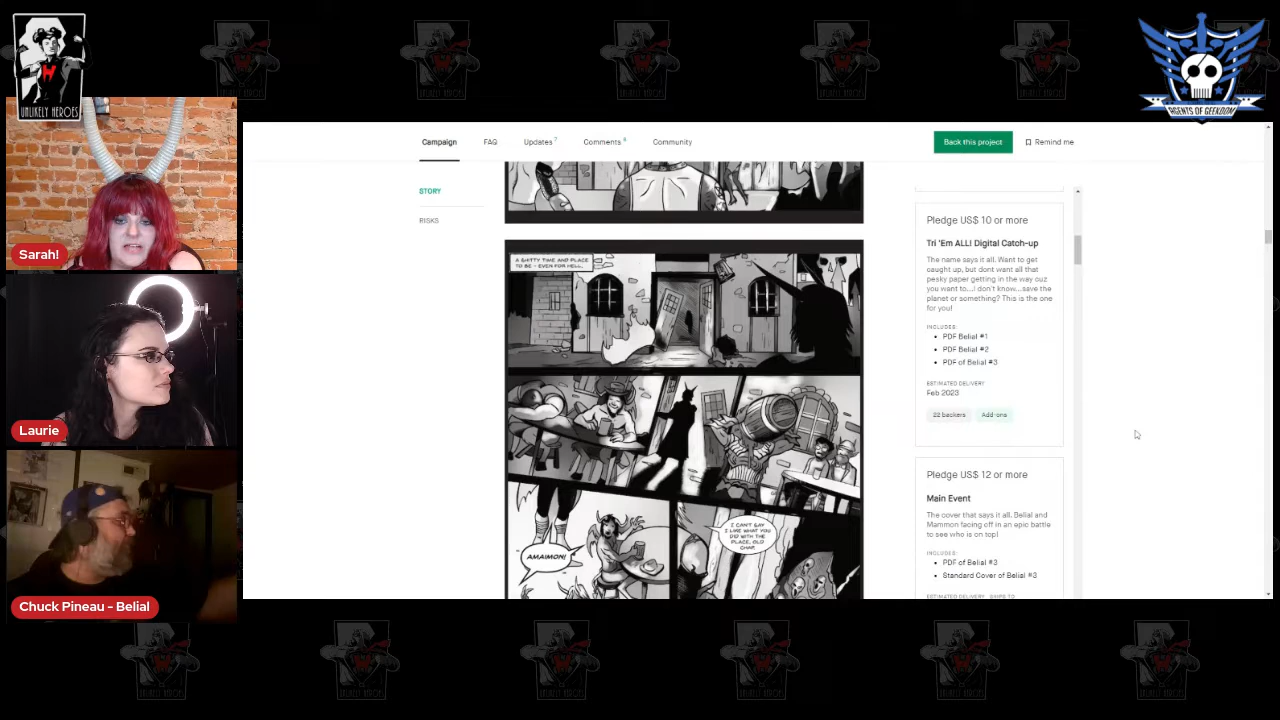 UNLIKELY HEROES
AGENTS OF GEEKDOM
Sarah!
Laurie
Chuck Pineau - Belial
Campaign
FAQ
Updates 7
Comments 6
Community
Back this project
Remind me
STORY
RISKS
A SHITTY TIME AND PLACE
TO BE - EVEN FOR HELL.
AMAIMON!
I CAN'T SAY
I LIKE WHAT YOU
DID WITH THE
PLACE, OLD
CHAP.
Pledge US$ 10 or more
Tri 'Em ALL! Digital Catch-up
The name says it all. Want to get
caught up, but dont want all that
pesky paper getting in the way cuz
you want to...i don't know...save the
planet or something? This is the one
for you!
INCLUDES:
• PDF Belial #1
• PDF Belial #2
• PDF of Belial #3
ESTIMATED DELIVERY
Feb 2023
22 backers
Add-ons
Pledge US$ 12 or more
Main Event
The cover that says it all. Belial and
Mammon facing off in an epic battle
to see who is on top!
INCLUDES:
• PDF of Belial #3
• Standard Cover of Belial #3
ESTIMATED DELIVERY
SHIPS TO